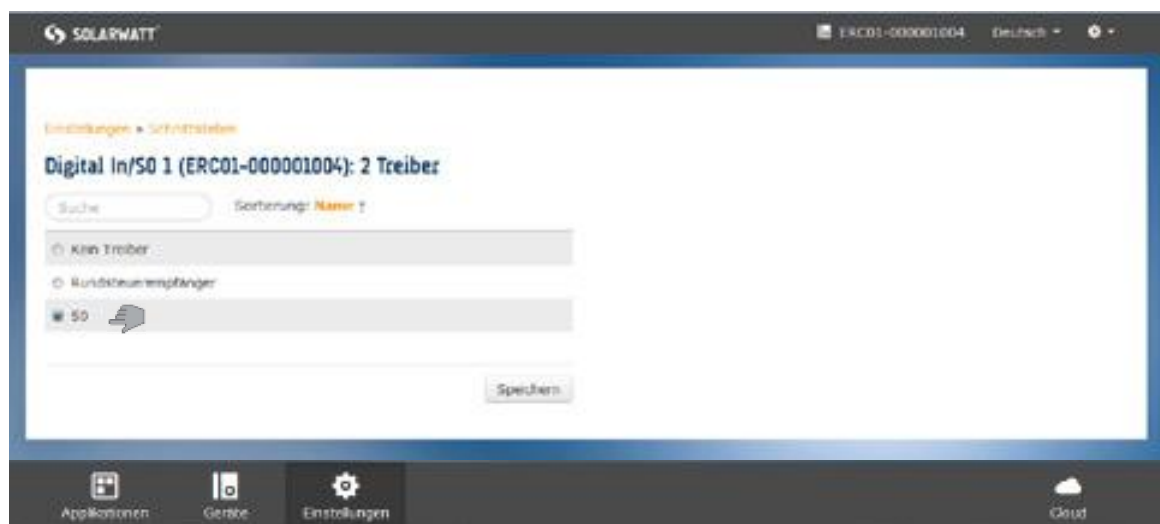 SOLARWATT
ERC01-000001004 Deutsch
Einstellungen » Schnittstellen
Digital In/S0 1 (ERC01-000001004): 2 Treiber
Suche Sortierung: Name ↑
Kein Treiber
Rundsteuerempfänger
S0
Speichern
Applikationen Geräte Einstellungen Cloud